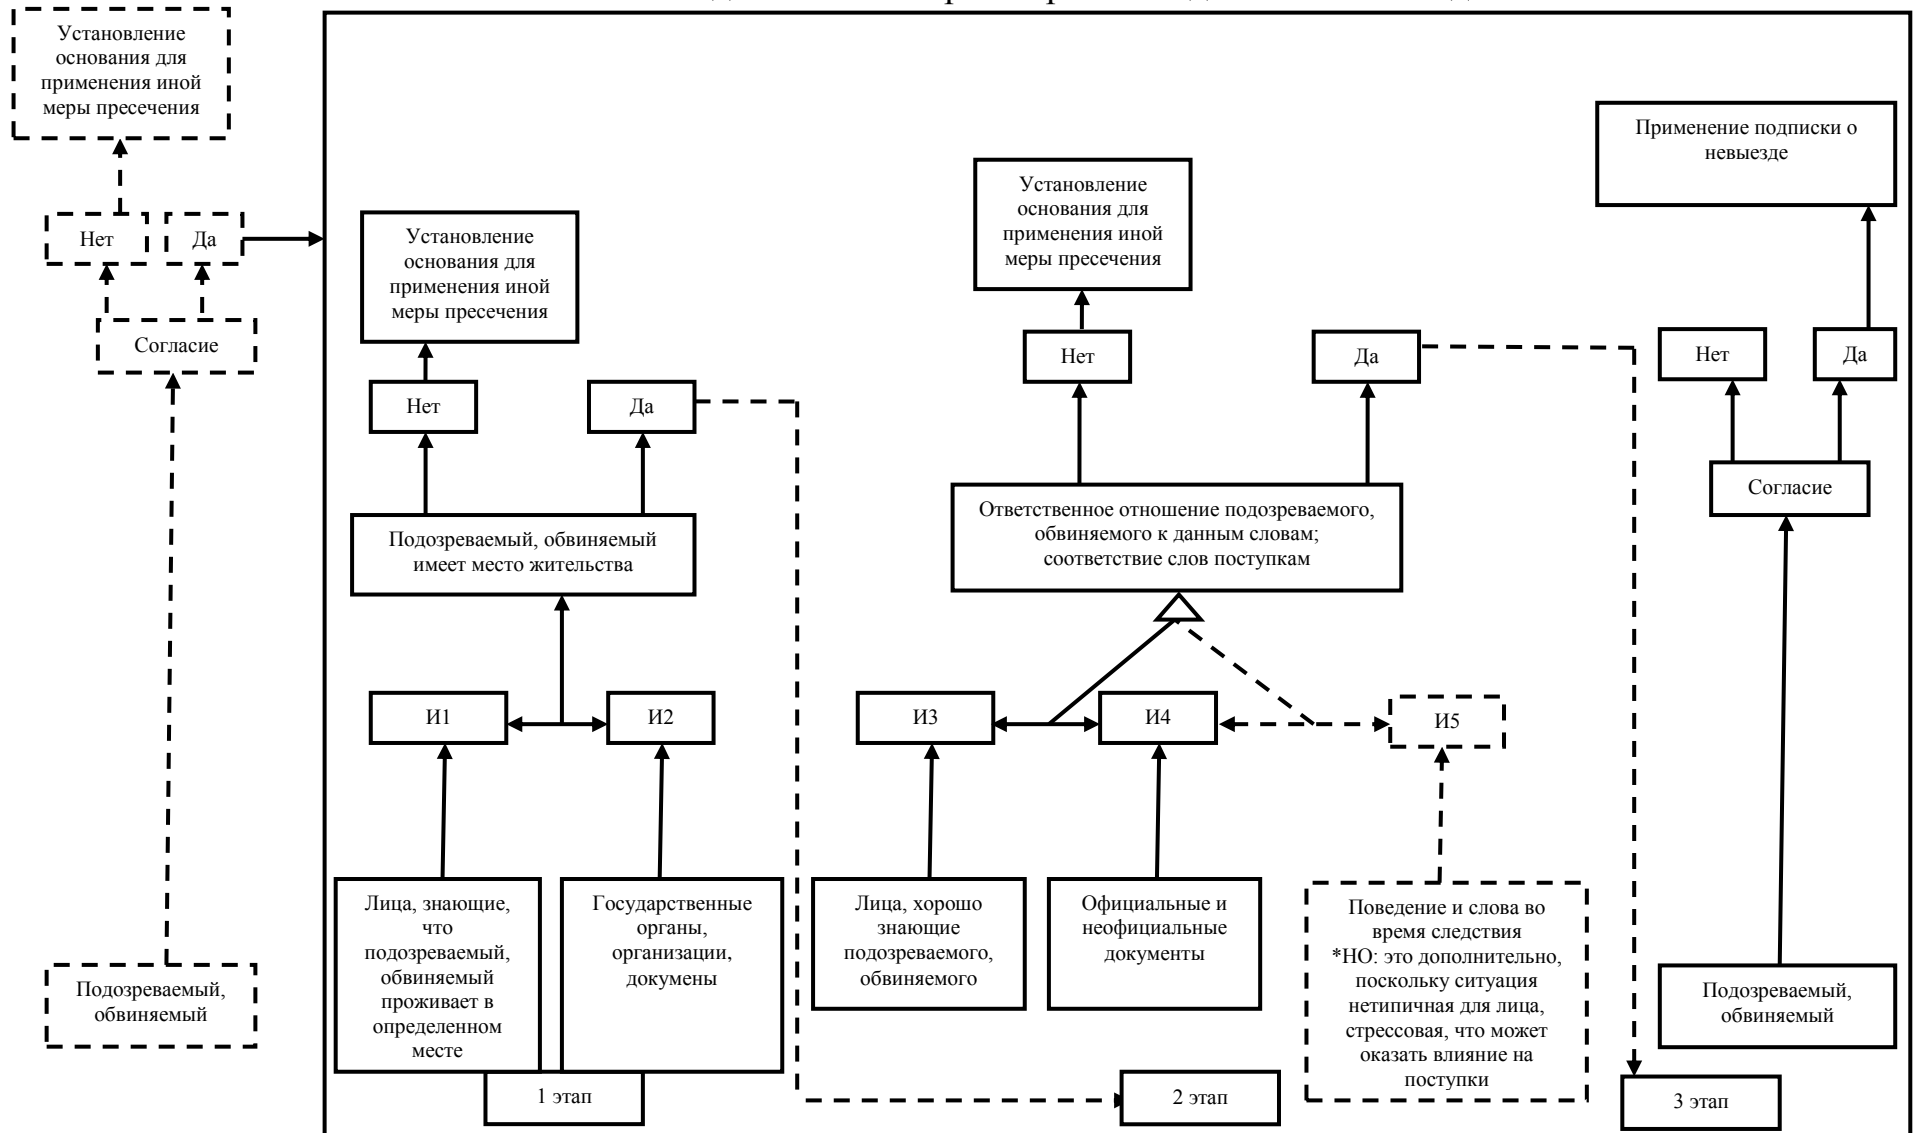 Установление
основания для
применения иной
меры пресечения
Нет
Да
Согласие
Подозреваемый,
обвиняемый
Установление
основания для
применения иной
меры пресечения
Нет
Да
Подозреваемый, обвиняемый
имеет место жительства
И1
И2
Лица, знающие,
что
подозреваемый,
обвиняемый
проживает в
определенном
месте
Государственные
органы,
организации,
докумены
1 этап
Установление
основания для
применения иной
меры пресечения
Нет
Да
Ответственное отношение подозреваемого,
обвиняемого к данным словам;
соответствие слов поступкам
И3
И4
И5
Лица, хорошо
знающие
подозреваемого,
обвиняемого
Официальные и
неофициальные
документы
Поведение и слова во
время следствия
*НО: это дополнительно,
поскольку ситуация
нетипичная для лица,
стрессовая, что может
оказать влияние на
поступки
2 этап
Применение подписки о
невыезде
Нет
Да
Согласие
Подозреваемый,
обвиняемый
3 этап